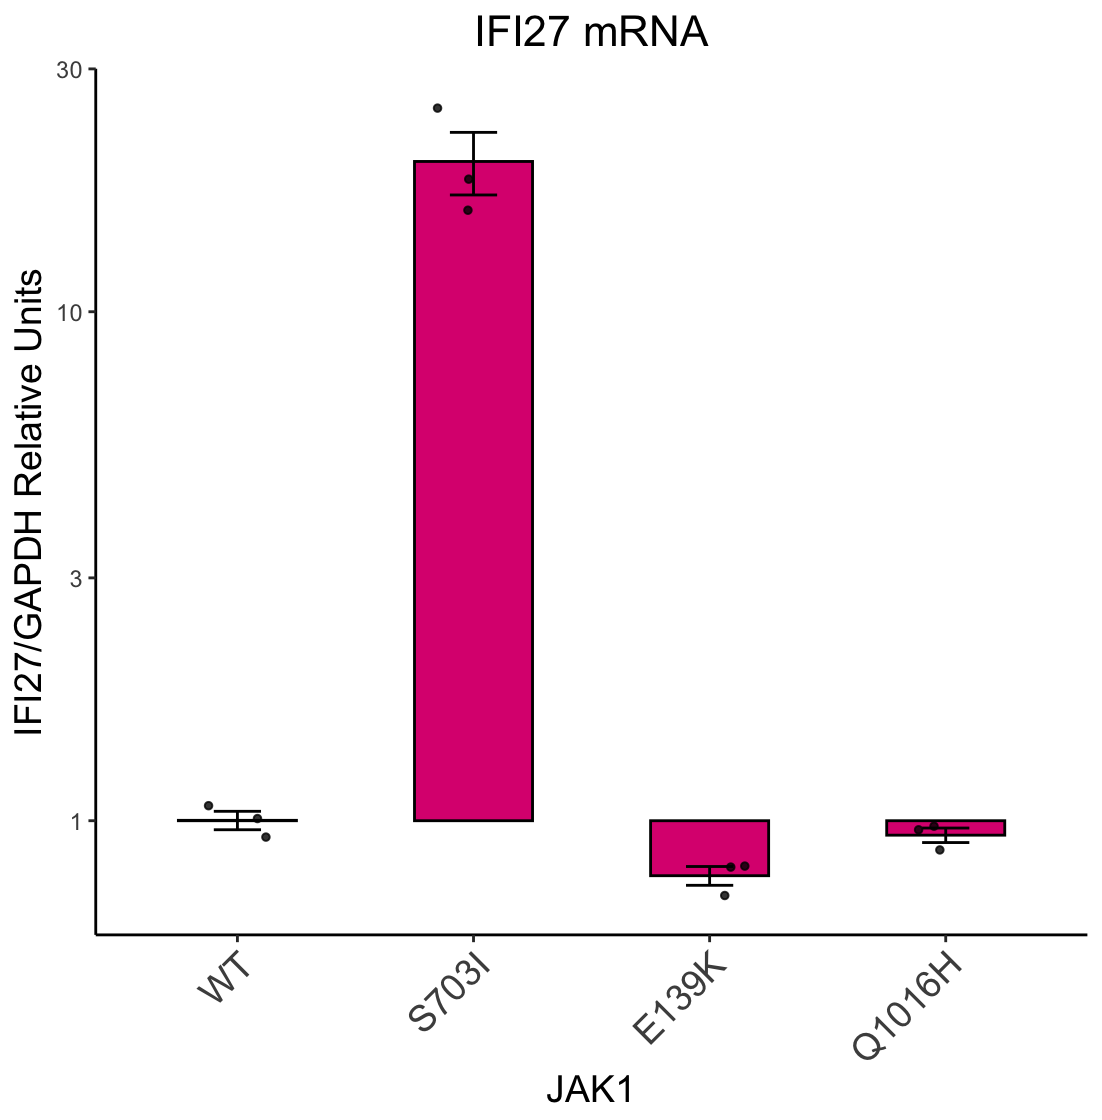 IFI27 mRNA
IFI27/GAPDH Relative Units
30
10
3
1
WT
S703I
E139K
Q1016H
JAK1